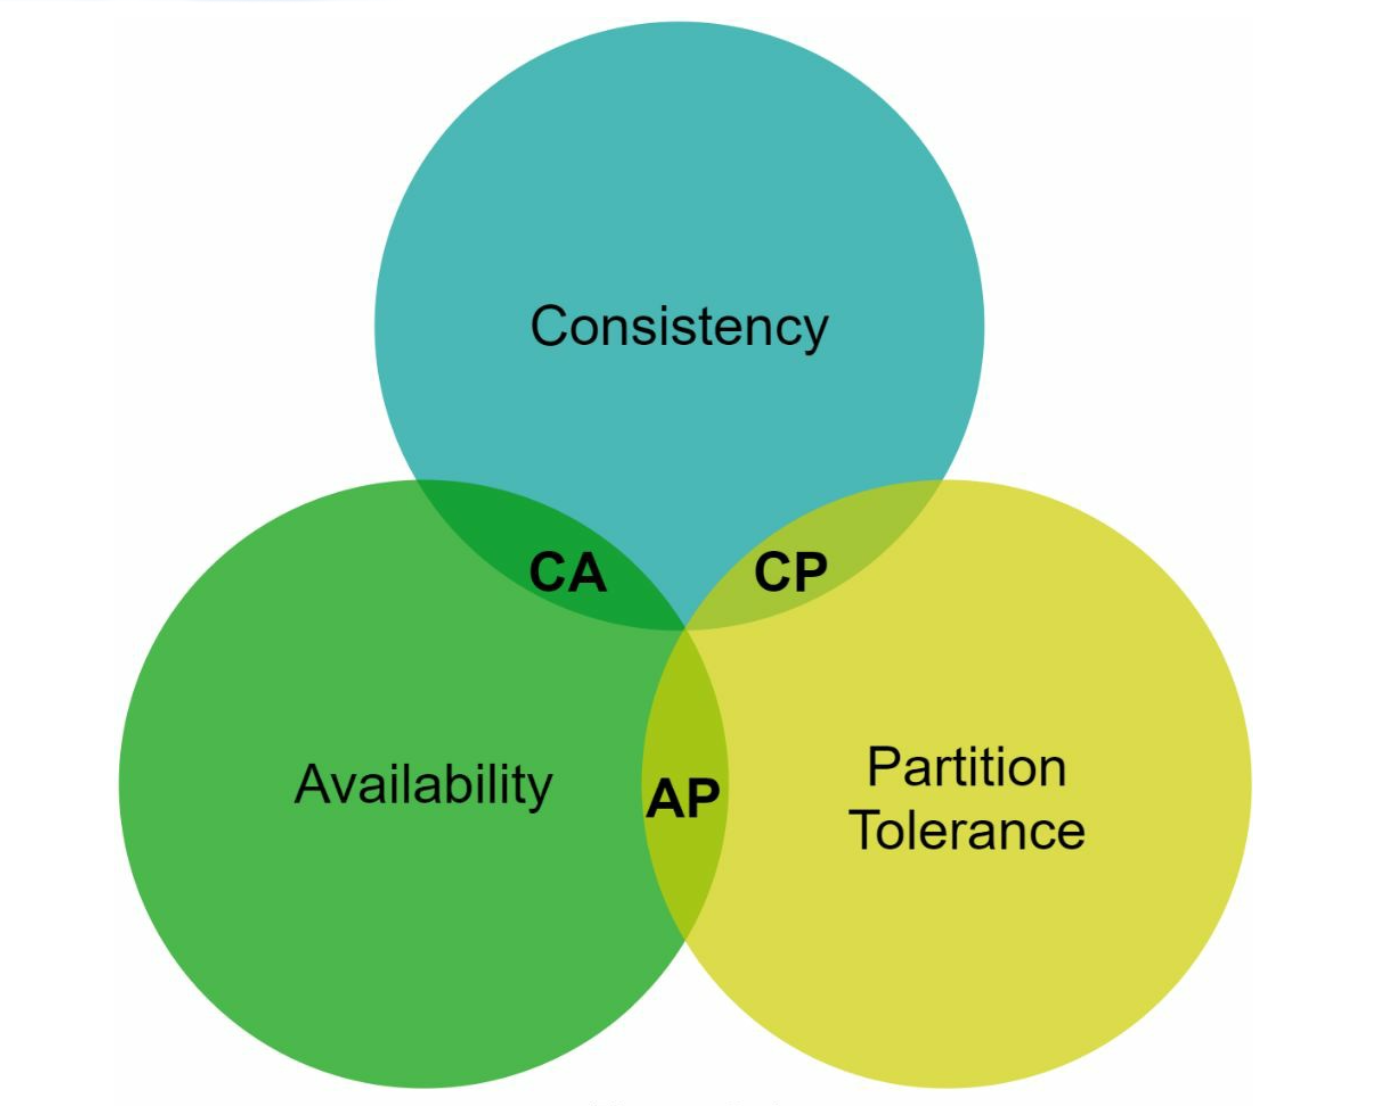 Consistency
CA
CP
Availability
AP
Partition
Tolerance